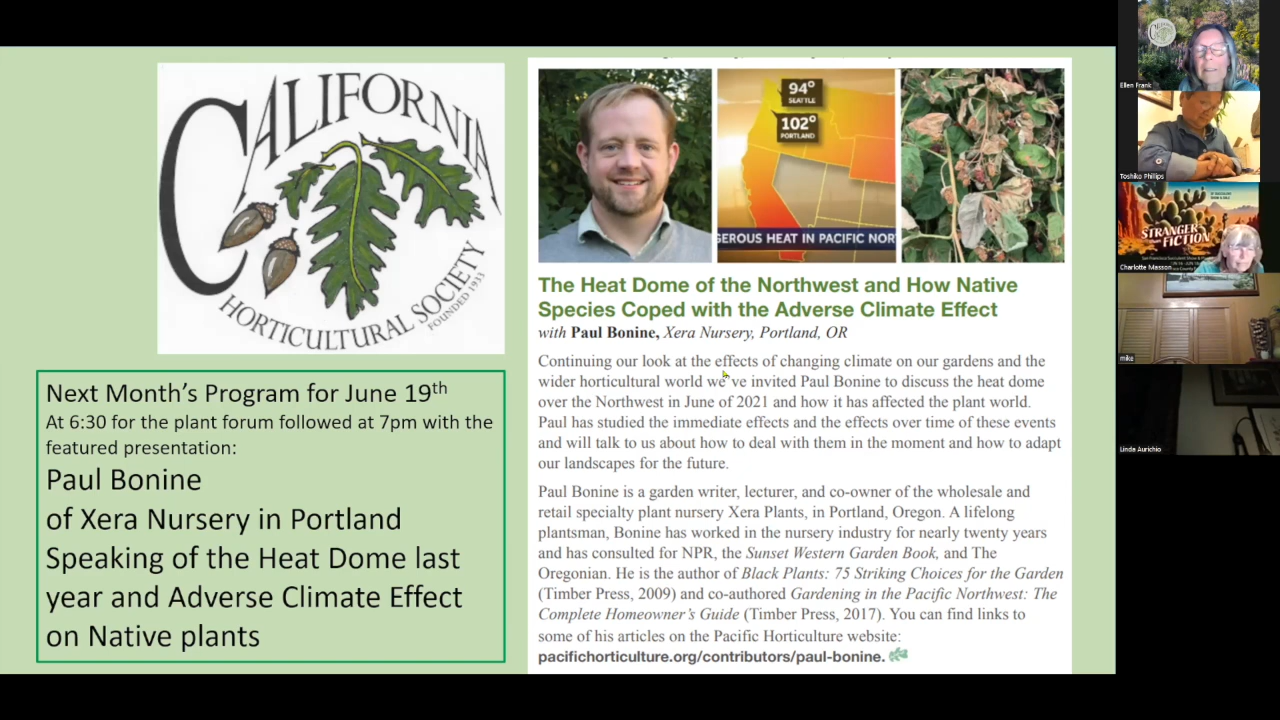 CALIFORNIA
HORTICULTURAL SOCIETY
FOUNDED 1933
Next Month's Program for June 19th
At 6:30 for the plant forum followed at 7pm with the
featured presentation:
Paul Bonine
of Xera Nursery in Portland
Speaking of the Heat Dome last
year and Adverse Climate Effect
on Native plants
94°
SEATTLE
102°
PORTLAND
GEROUS HEAT IN PACIFIC NOR
The Heat Dome of the Northwest and How Native
Species Coped with the Adverse Climate Effect
with Paul Bonine, Xera Nursery, Portland, OR
Continuing our look at the effects of changing climate on our gardens and the
wider horticultural world we've invited Paul Bonine to discuss the heat dome
over the Northwest in June of 2021 and how it has affected the plant world.
Paul has studied the immediate effects and the effects over time of these events
and will talk to us about how to deal with them in the moment and how to adapt
our landscapes for the future.
Paul Bonine is a garden writer, lecturer, and co-owner of the wholesale and
retail specialty plant nursery Xera Plants, in Portland, Oregon. A lifelong
plantsman, Bonine has worked in the nursery industry for nearly twenty years
and has consulted for NPR, the Sunset Western Garden Book, and The
Oregonian. He is the author of Black Plants: 75 Striking Choices for the Garden
(Timber Press, 2009) and co-authored Gardening in the Pacific Northwest: The
Complete Homeowner's Guide (Timber Press, 2017). You can find links to
some of his articles on the Pacific Horticulture website:
pacifichorticulture.org/contributors/paul-bonine.
Ellen Frank
Toshiko Phillips
STRANGER
than FICTION
Charlotte Masson
mike
Linda Aurichio